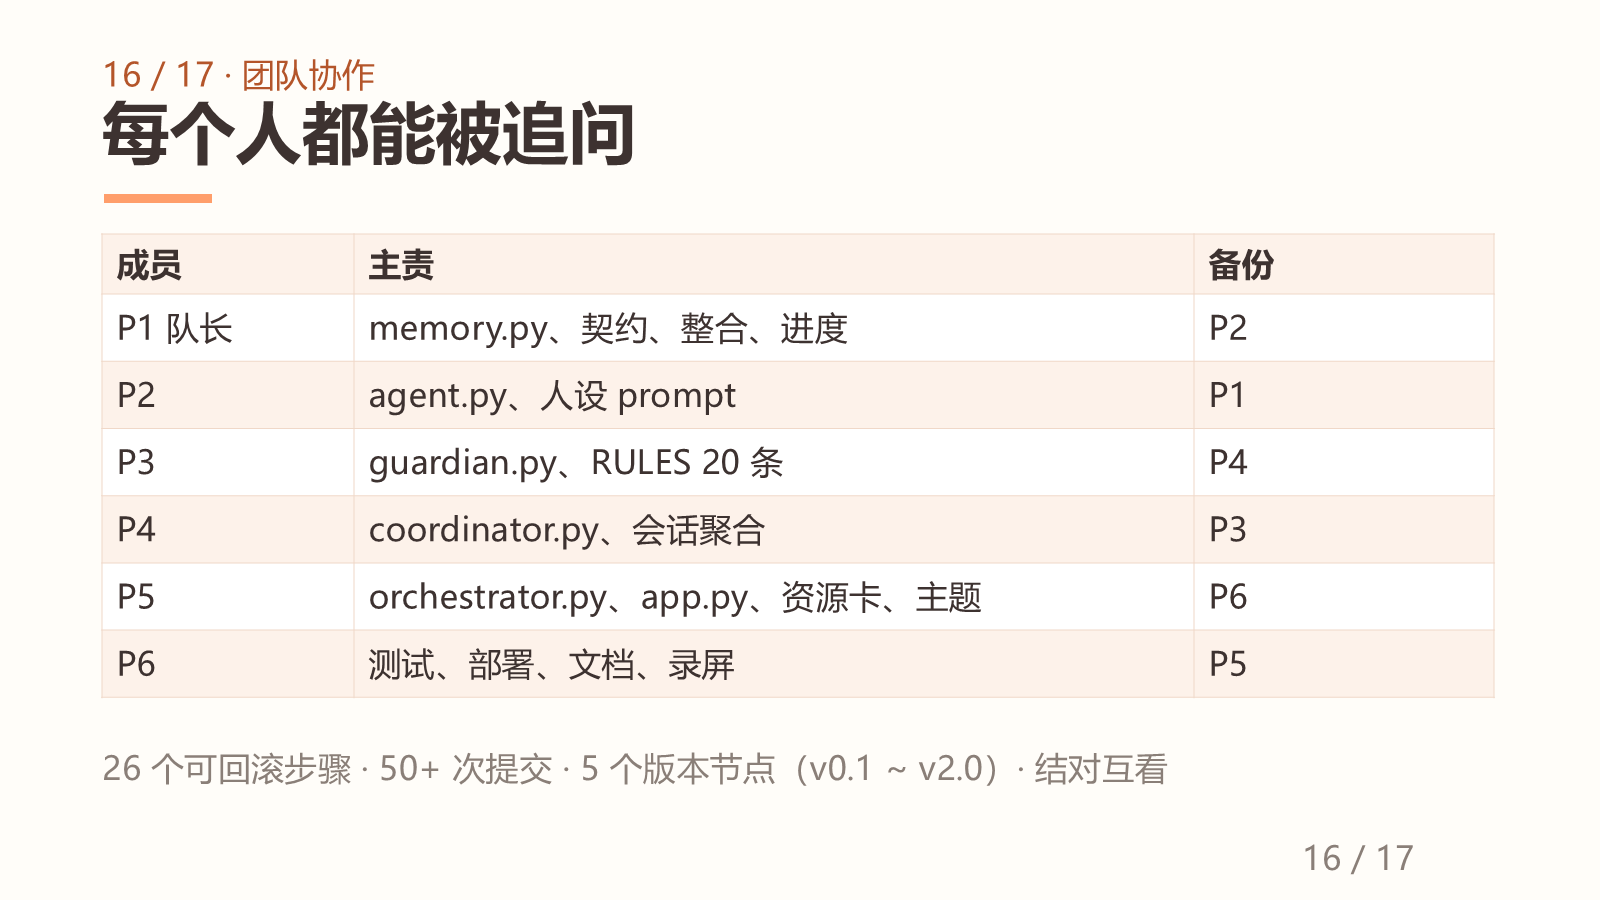 16 / 17 · 团队协作
每个人都能被追问
成员 主责 备份
P1 队长 memory.py、契约、整合、进度 P2
P2 agent.py、人设 prompt P1
P3 guardian.py、RULES 20 条 P4
P4 coordinator.py、会话聚合 P3
P5 orchestrator.py、app.py、资源卡、主题 P6
P6 测试、部署、文档、录屏 P5
26 个可回滚步骤 · 50+ 次提交 · 5 个版本节点（v0.1 ~ v2.0）· 结对互看
16 / 17